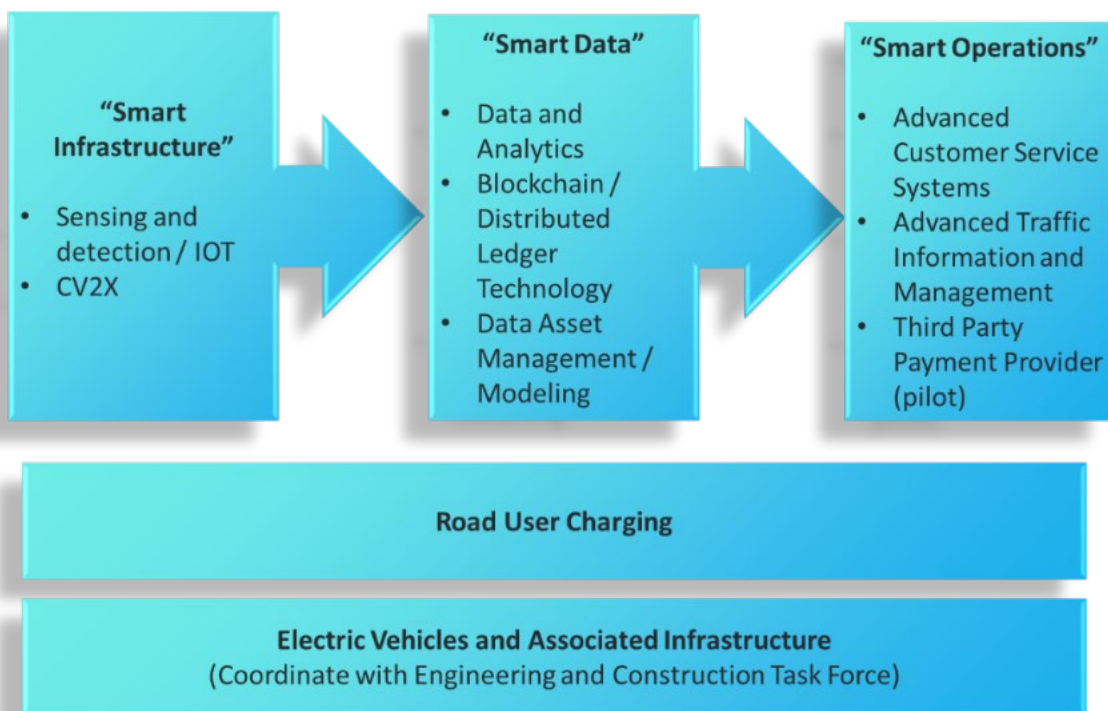 “Smart
Infrastructure”
• Sensing and
detection / IOT
• CV2X
“Smart Data”
• Data and
Analytics
• Blockchain /
Distributed
Ledger
Technology
• Data Asset
Management /
Modeling
“Smart Operations”
• Advanced
Customer Service
Systems
• Advanced Traffic
Information and
Management
• Third Party
Payment Provider
(pilot)
Road User Charging
Electric Vehicles and Associated Infrastructure
(Coordinate with Engineering and Construction Task Force)